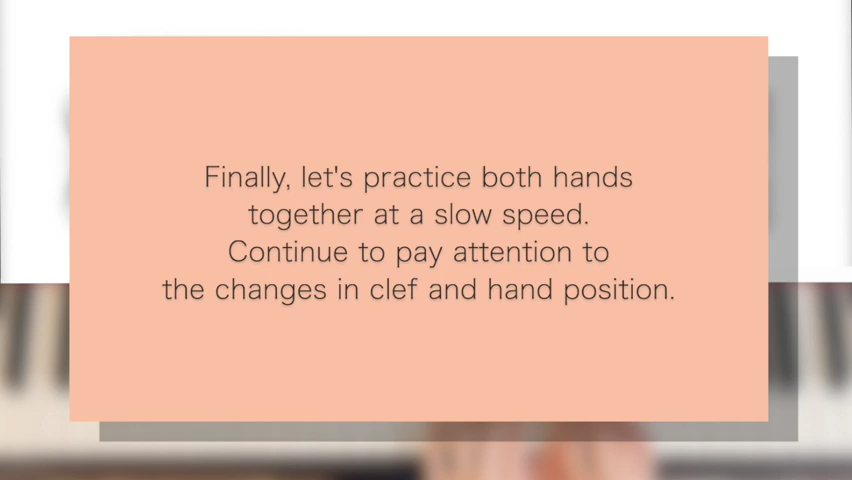 Finally, let's practice both hands
together at a slow speed.
Continue to pay attention to
the changes in clef and hand position.